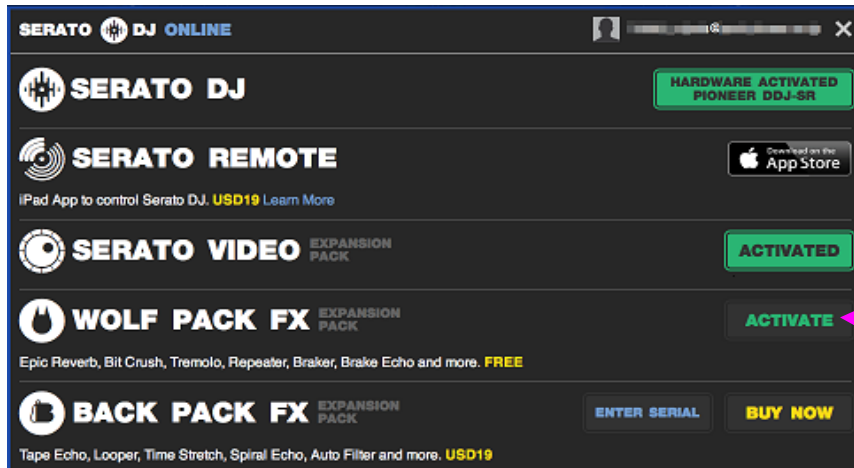 SERATO DJ ONLINE
SERATO DJ
HARDWARE ACTIVATED
PIONEER DDJ-SR
SERATO REMOTE
Download on the
App Store
iPad App to control Serato DJ. USD19 Learn More
SERATO VIDEO EXPANSION PACK
ACTIVATED
WOLF PACK FX EXPANSION PACK
ACTIVATE
Epic Reverb, Bit Crush, Tremolo, Repeater, Braker, Brake Echo and more. FREE
BACK PACK FX EXPANSION PACK
ENTER SERIAL
BUY NOW
Tape Echo, Looper, Time Stretch, Spiral Echo, Auto Filter and more. USD19